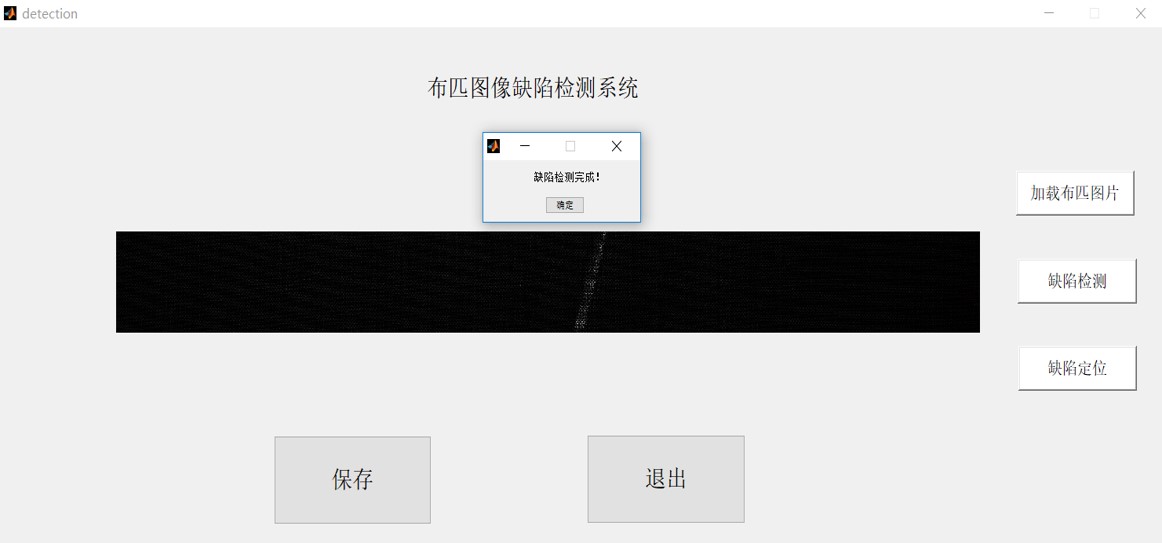 detection
布匹图像缺陷检测系统
缺陷检测完成！
确定
加载布匹图片
缺陷检测
缺陷定位
保存
退出